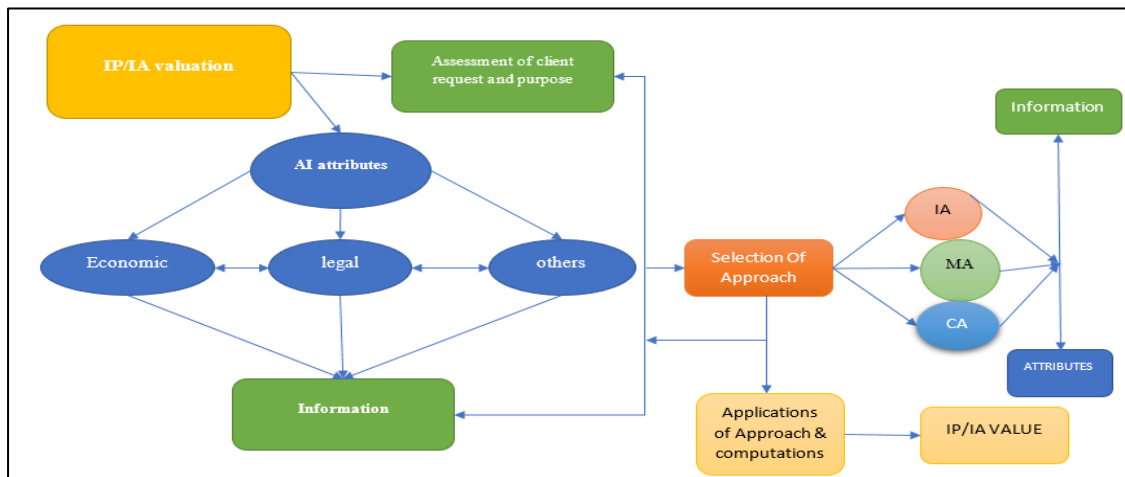 IP/IA valuation
Assessment of client
request and purpose
Information
AI attributes
IA
Economic
legal
others
Selection Of
Approach
MA
CA
ATTRIBUTES
Information
Applications
of Approach &
computations
IP/IA VALUE